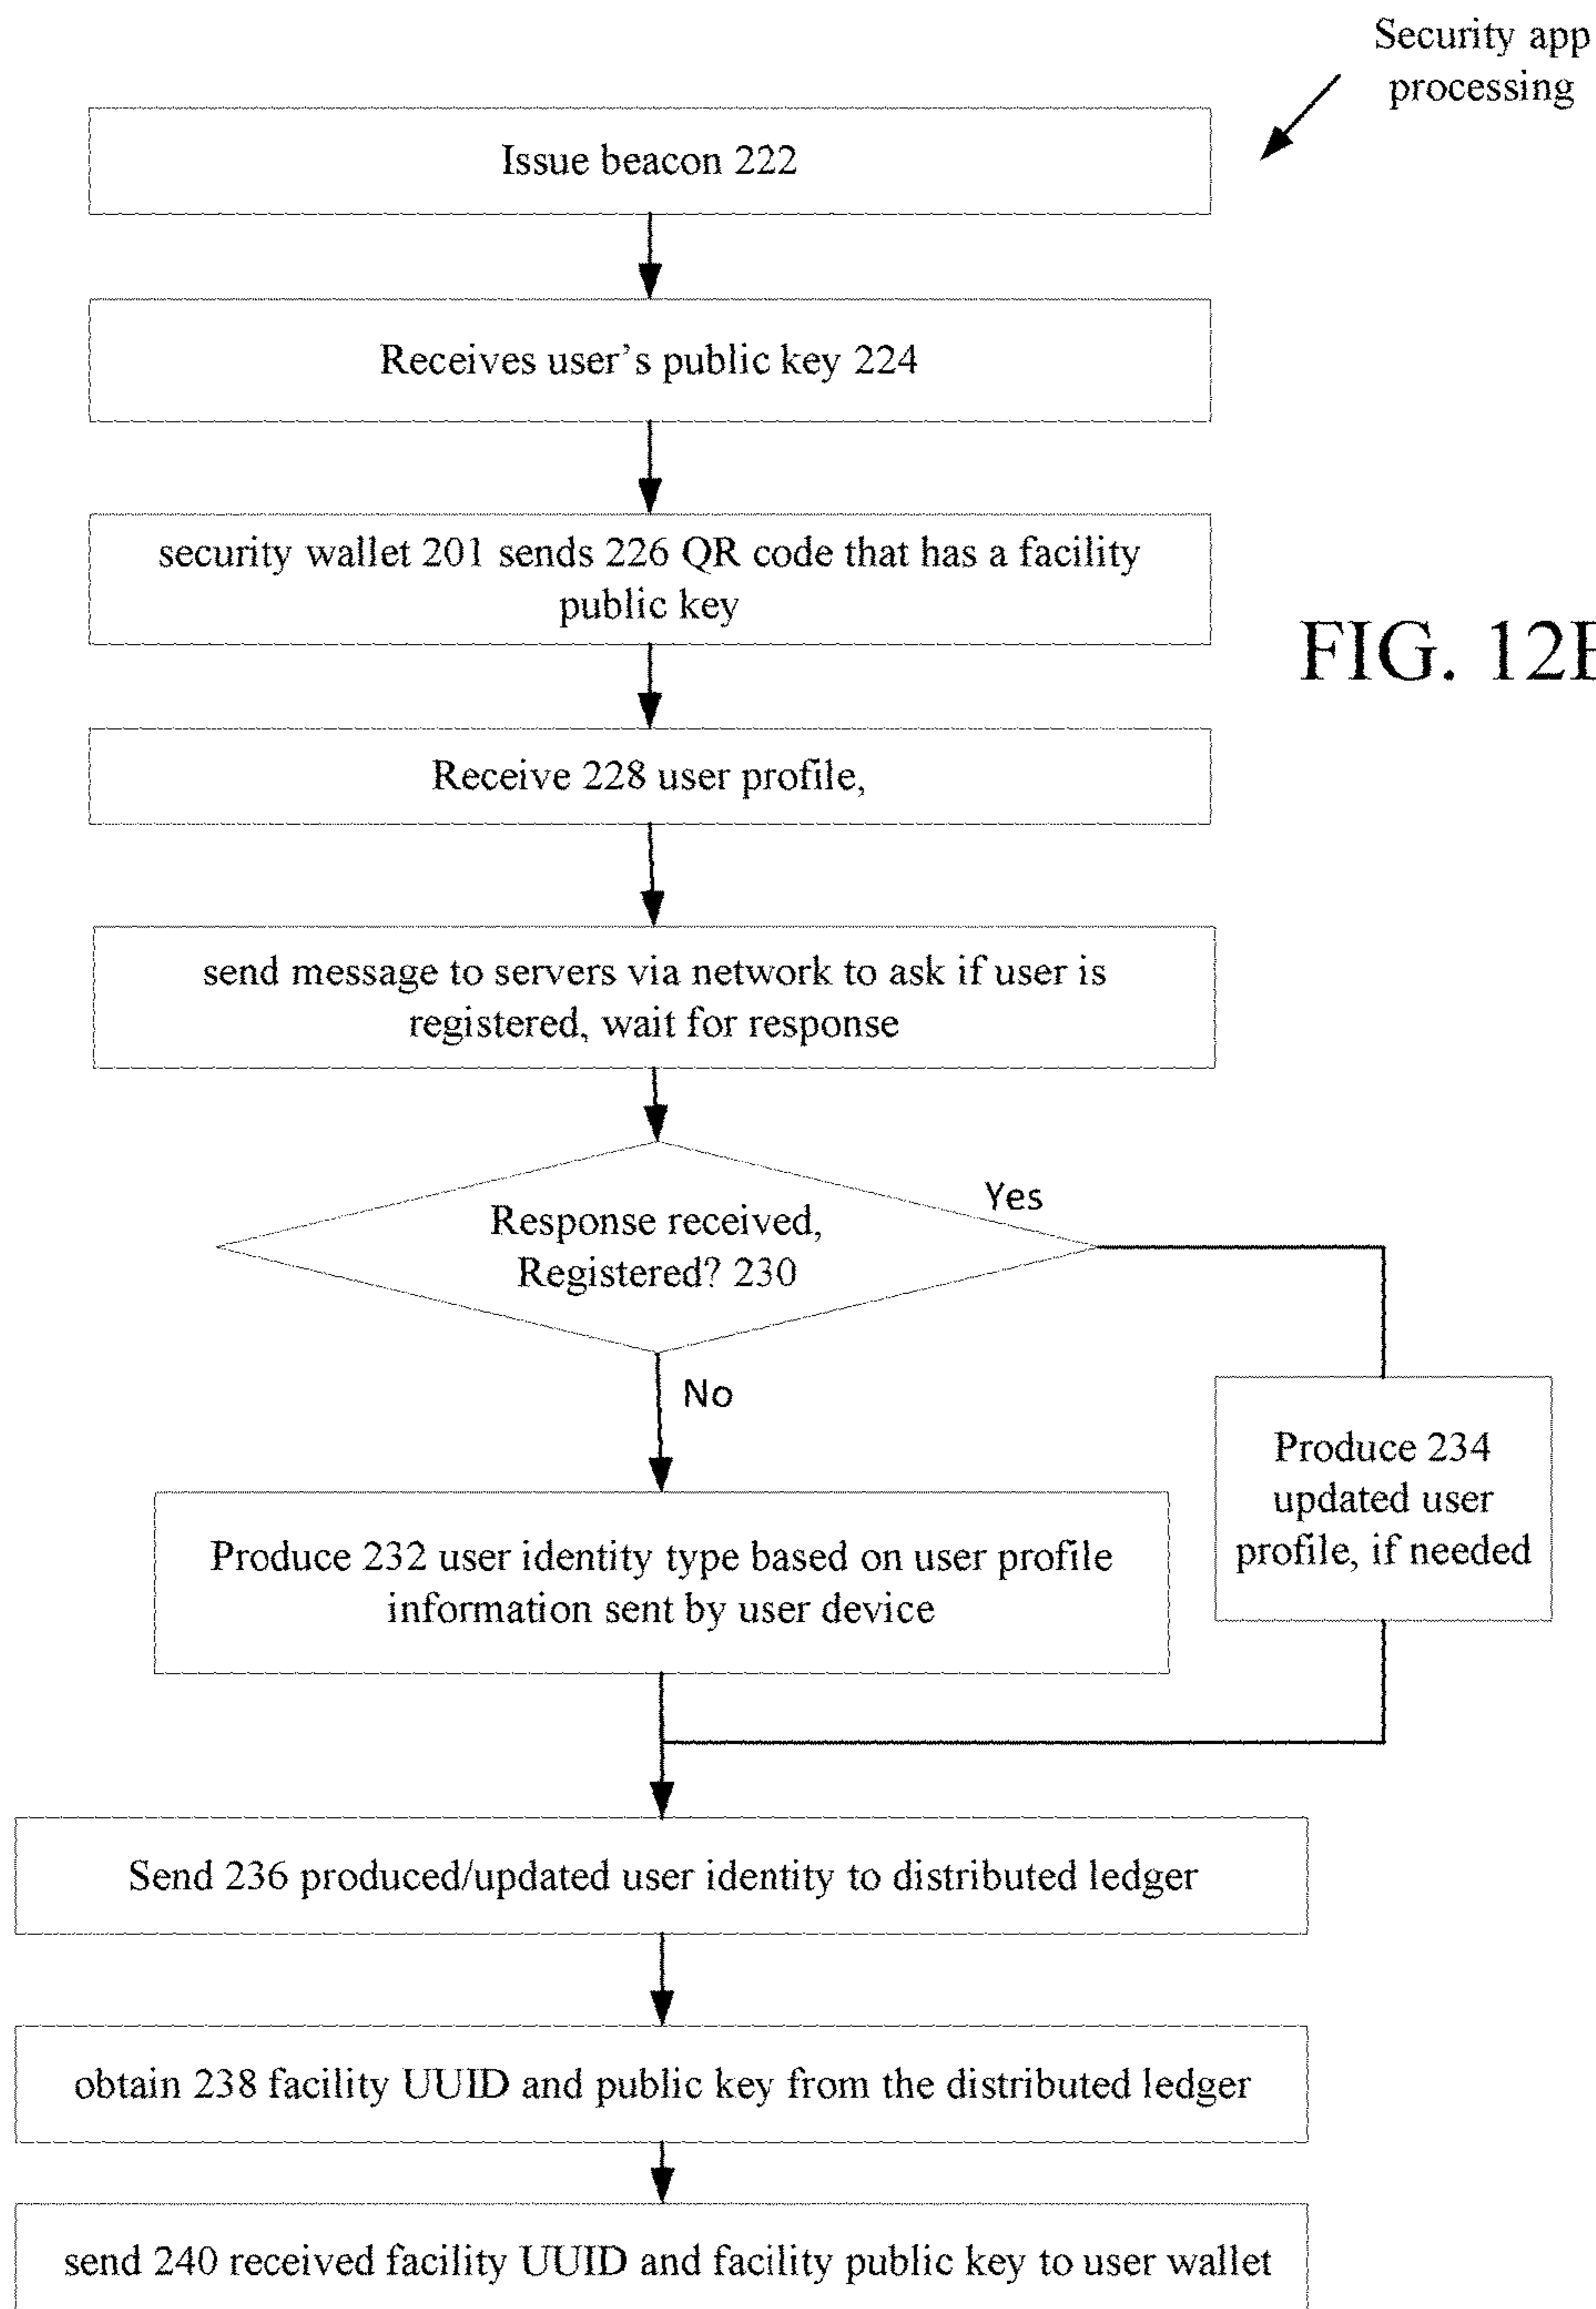 Security app
processing
Issue beacon 222
Receives user's public key 224
security wallet 201 sends 226 QR code that has a facility
public key
FIG. 12B
Receive 228 user profile,
send message to servers via network to ask if user is
registered, wait for response
Yes
Response received,
Registered? 230
No
Produce 234
updated user
profile, if needed
Produce 232 user identity type based on user profile
information sent by user device
Send 236 produced/updated user identity to distributed ledger
obtain 238 facility UUID and public key from the distributed ledger
send 240 received facility UUID and facility public key to user wallet